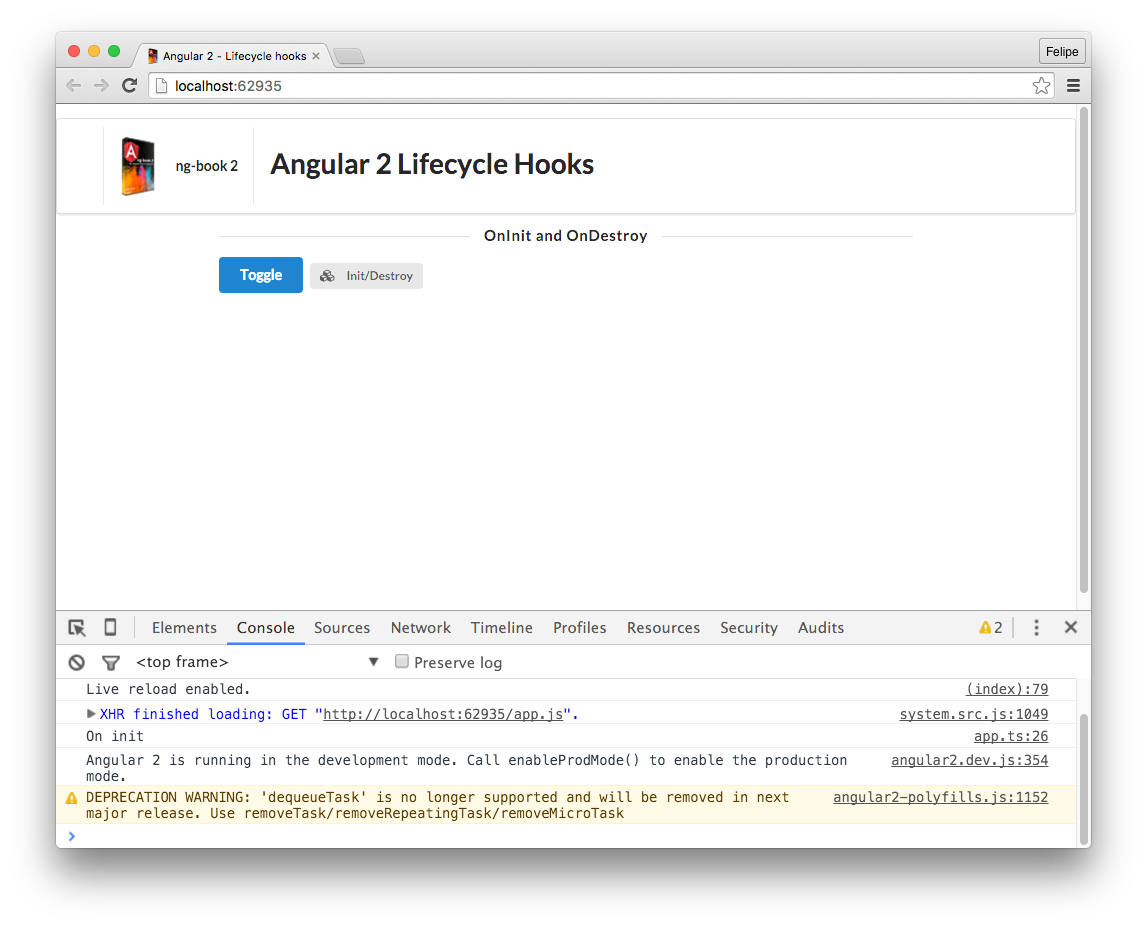 Angular 2 - Lifecycle hooks
Felipe
localhost:62935
ng-book 2
Angular 2 Lifecycle Hooks
OnInit and OnDestroy
Toggle
Init/Destroy
Elements Console Sources Network Timeline Profiles Resources Security Audits 2
<top frame> Preserve log
Live reload enabled. (index):79
XHR finished loading: GET "http://localhost:62935/app.js". system.src.js:1049
On init app.ts:26
Angular 2 is running in the development mode. Call enableProdMode() to enable the production angular2.dev.js:354
mode.
DEPRECATION WARNING: 'dequeueTask' is no longer supported and will be removed in next angular2-polyfills.js:1152
major release. Use removeTask/removeRepeatingTask/removeMicroTask